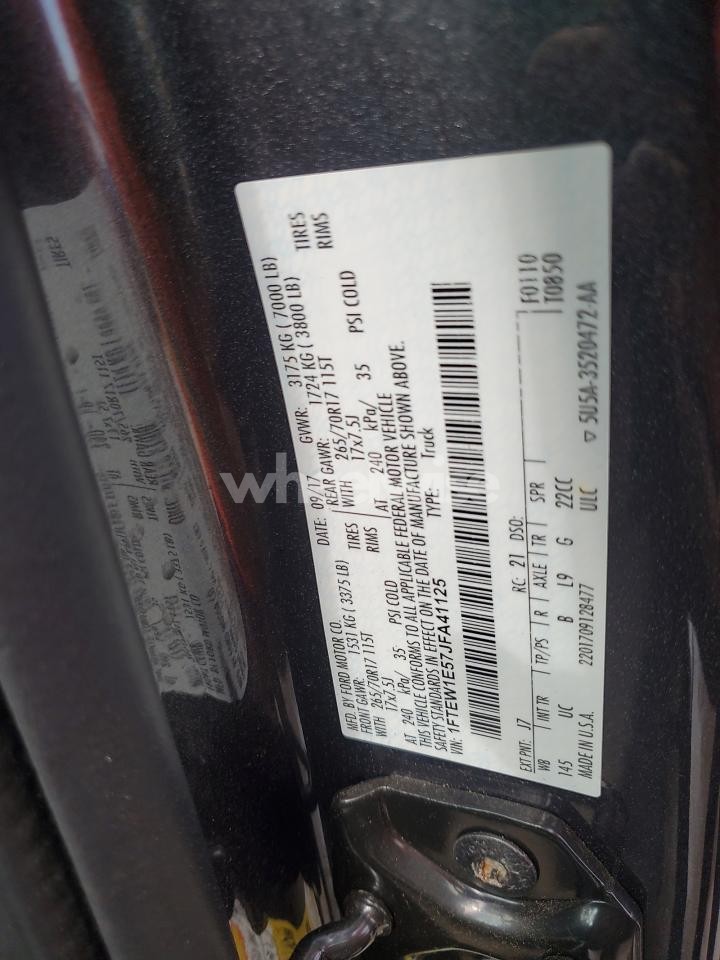 MFD. BY FORD MOTOR CO.
DATE: 09/17 GVWR: 3175 KG ( 7000 LB)
FRONT GAWR: 1531 KG ( 3375 LB) REAR GAWR: 1724 KG ( 3800 LB)
WITH 265/70R17 115T TIRES WITH 265/70R17 115T TIRES
17x7.5J RIMS 17x7.5J RIMS
AT 240 kPa/ 35 PSI COLD AT 240 kPa/ 35 PSI COLD
THIS VEHICLE CONFORMS TO ALL APPLICABLE FEDERAL MOTOR VEHICLE
SAFETY STANDARDS IN EFFECT ON THE DATE OF MANUFACTURE SHOWN ABOVE.
VIN: 1FTEW1E57JFA41125 TYPE: Truck
EXT PNT: J7 RC: 21 DSO: F0110
WB INT TR TP/PS R AXLE TR SPR T0850
145 UC B L9 G 22CC
MADE IN U.S.A. 2201709128477 ULC 5U5A-3520472-AA